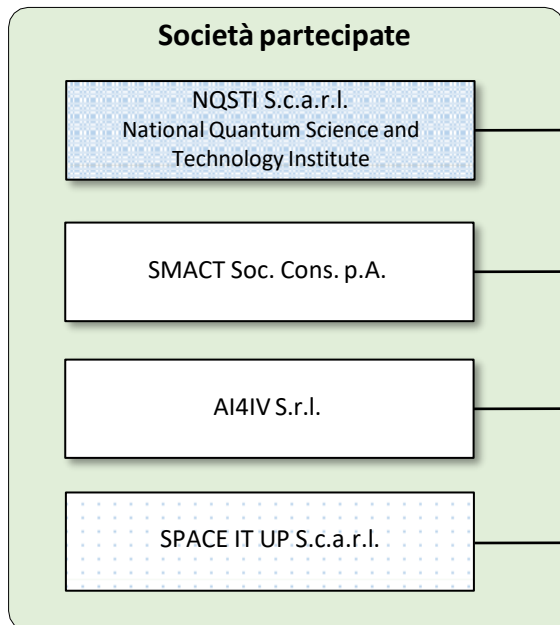 Società partecipate
NQSTI S.c.a.r.l.
National Quantum Science and
Technology Institute
SMACT Soc. Cons. p.A.
AI4IV S.r.l.
SPACE IT UP S.c.a.r.l.